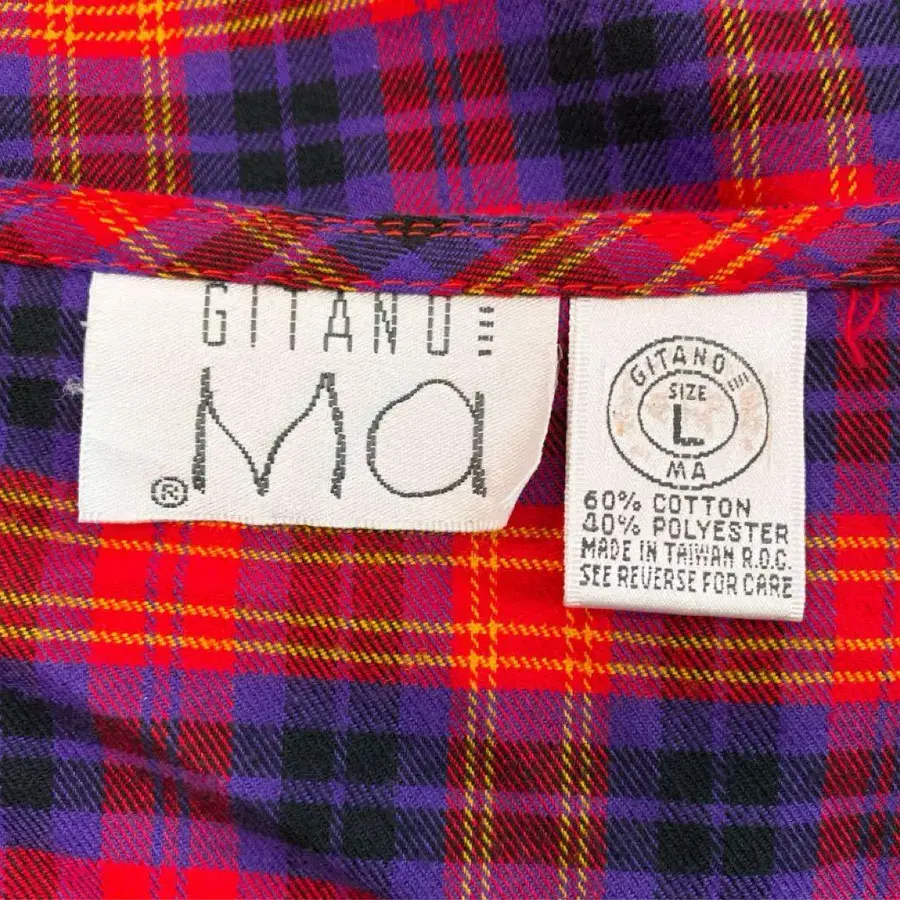 GITANO
Ma
®
GITANO
SIZE
L
MA
60% COTTON
40% POLYESTER
MADE IN TAIWAN R.O.C.
SEE REVERSE FOR CARE